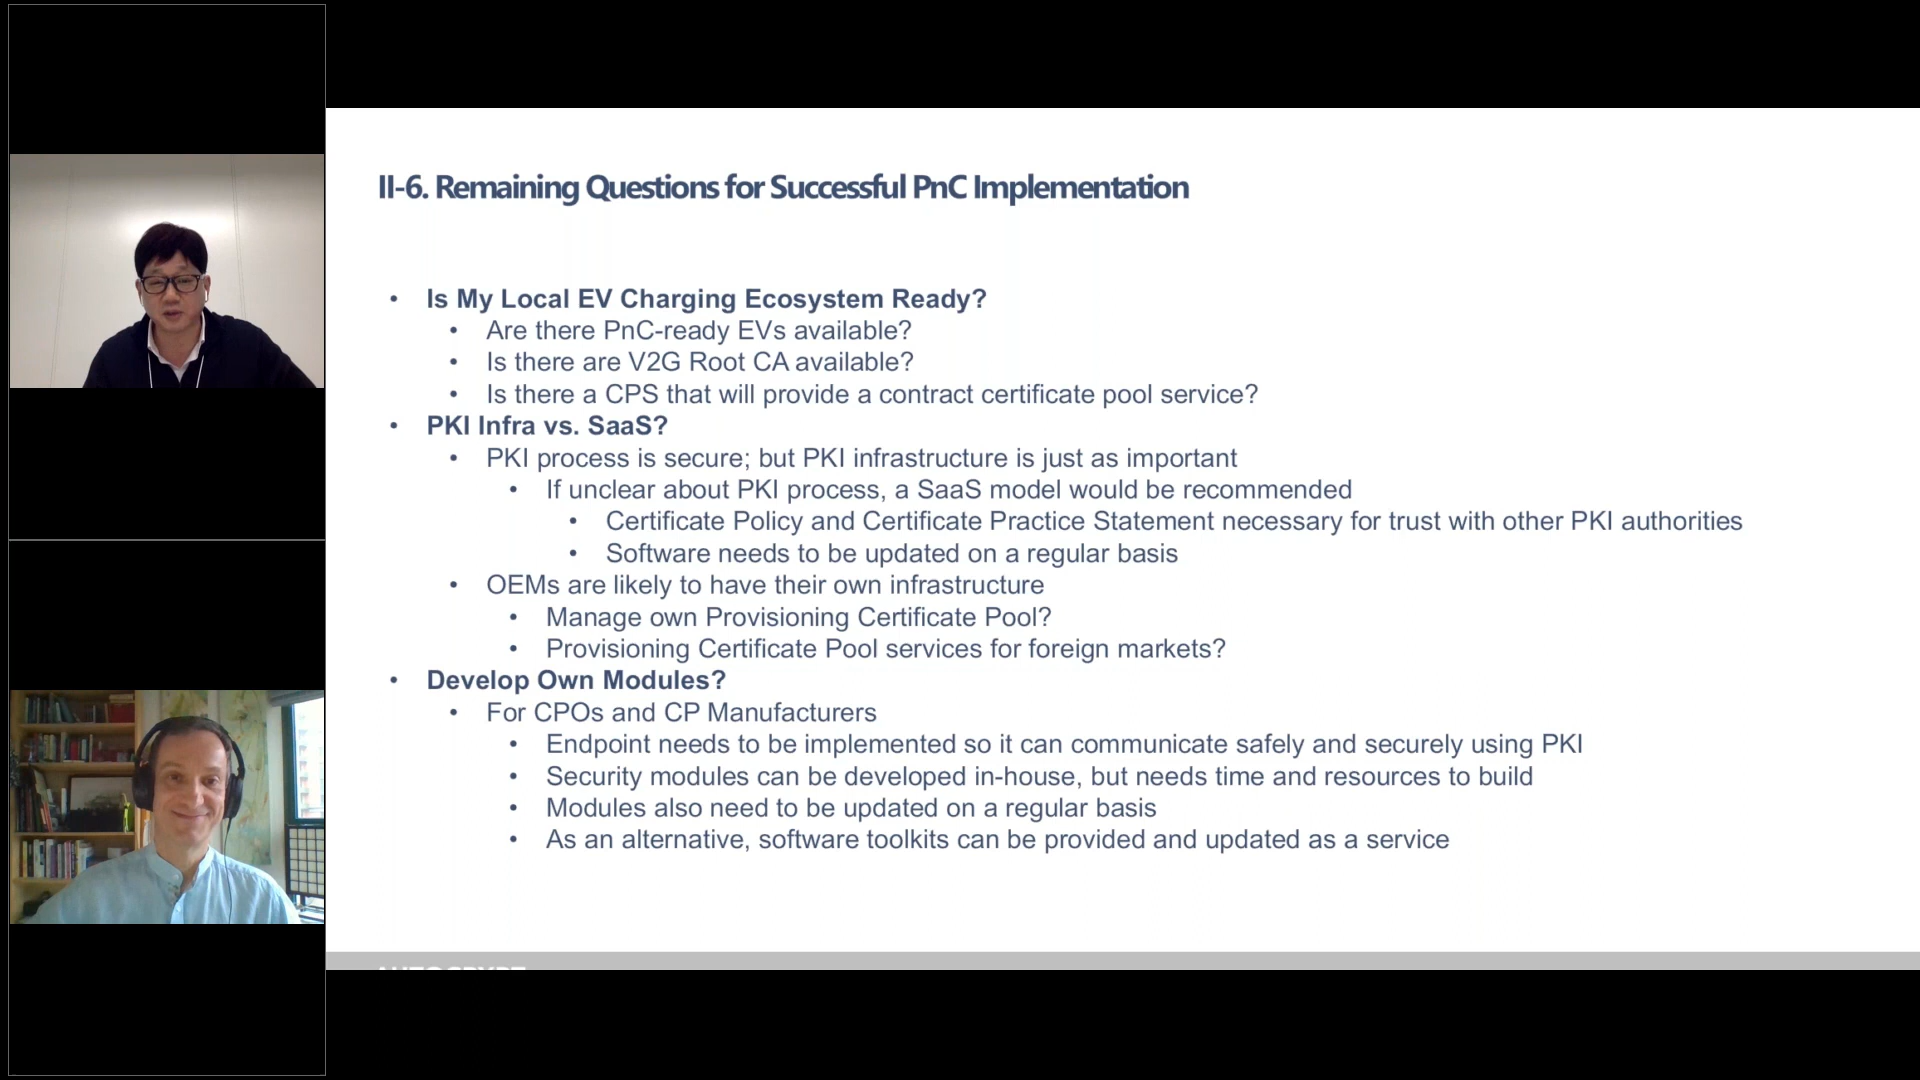 II-6. Remaining Questions for Successful PnC Implementation
• Is My Local EV Charging Ecosystem Ready?
• Are there PnC-ready EVs available?
• Is there are V2G Root CA available?
• Is there a CPS that will provide a contract certificate pool service?
• PKI Infra vs. SaaS?
• PKI process is secure; but PKI infrastructure is just as important
• If unclear about PKI process, a SaaS model would be recommended
• Certificate Policy and Certificate Practice Statement necessary for trust with other PKI authorities
• Software needs to be updated on a regular basis
• OEMs are likely to have their own infrastructure
• Manage own Provisioning Certificate Pool?
• Provisioning Certificate Pool services for foreign markets?
• Develop Own Modules?
• For CPOs and CP Manufacturers
• Endpoint needs to be implemented so it can communicate safely and securely using PKI
• Security modules can be developed in-house, but needs time and resources to build
• Modules also need to be updated on a regular basis
• As an alternative, software toolkits can be provided and updated as a service